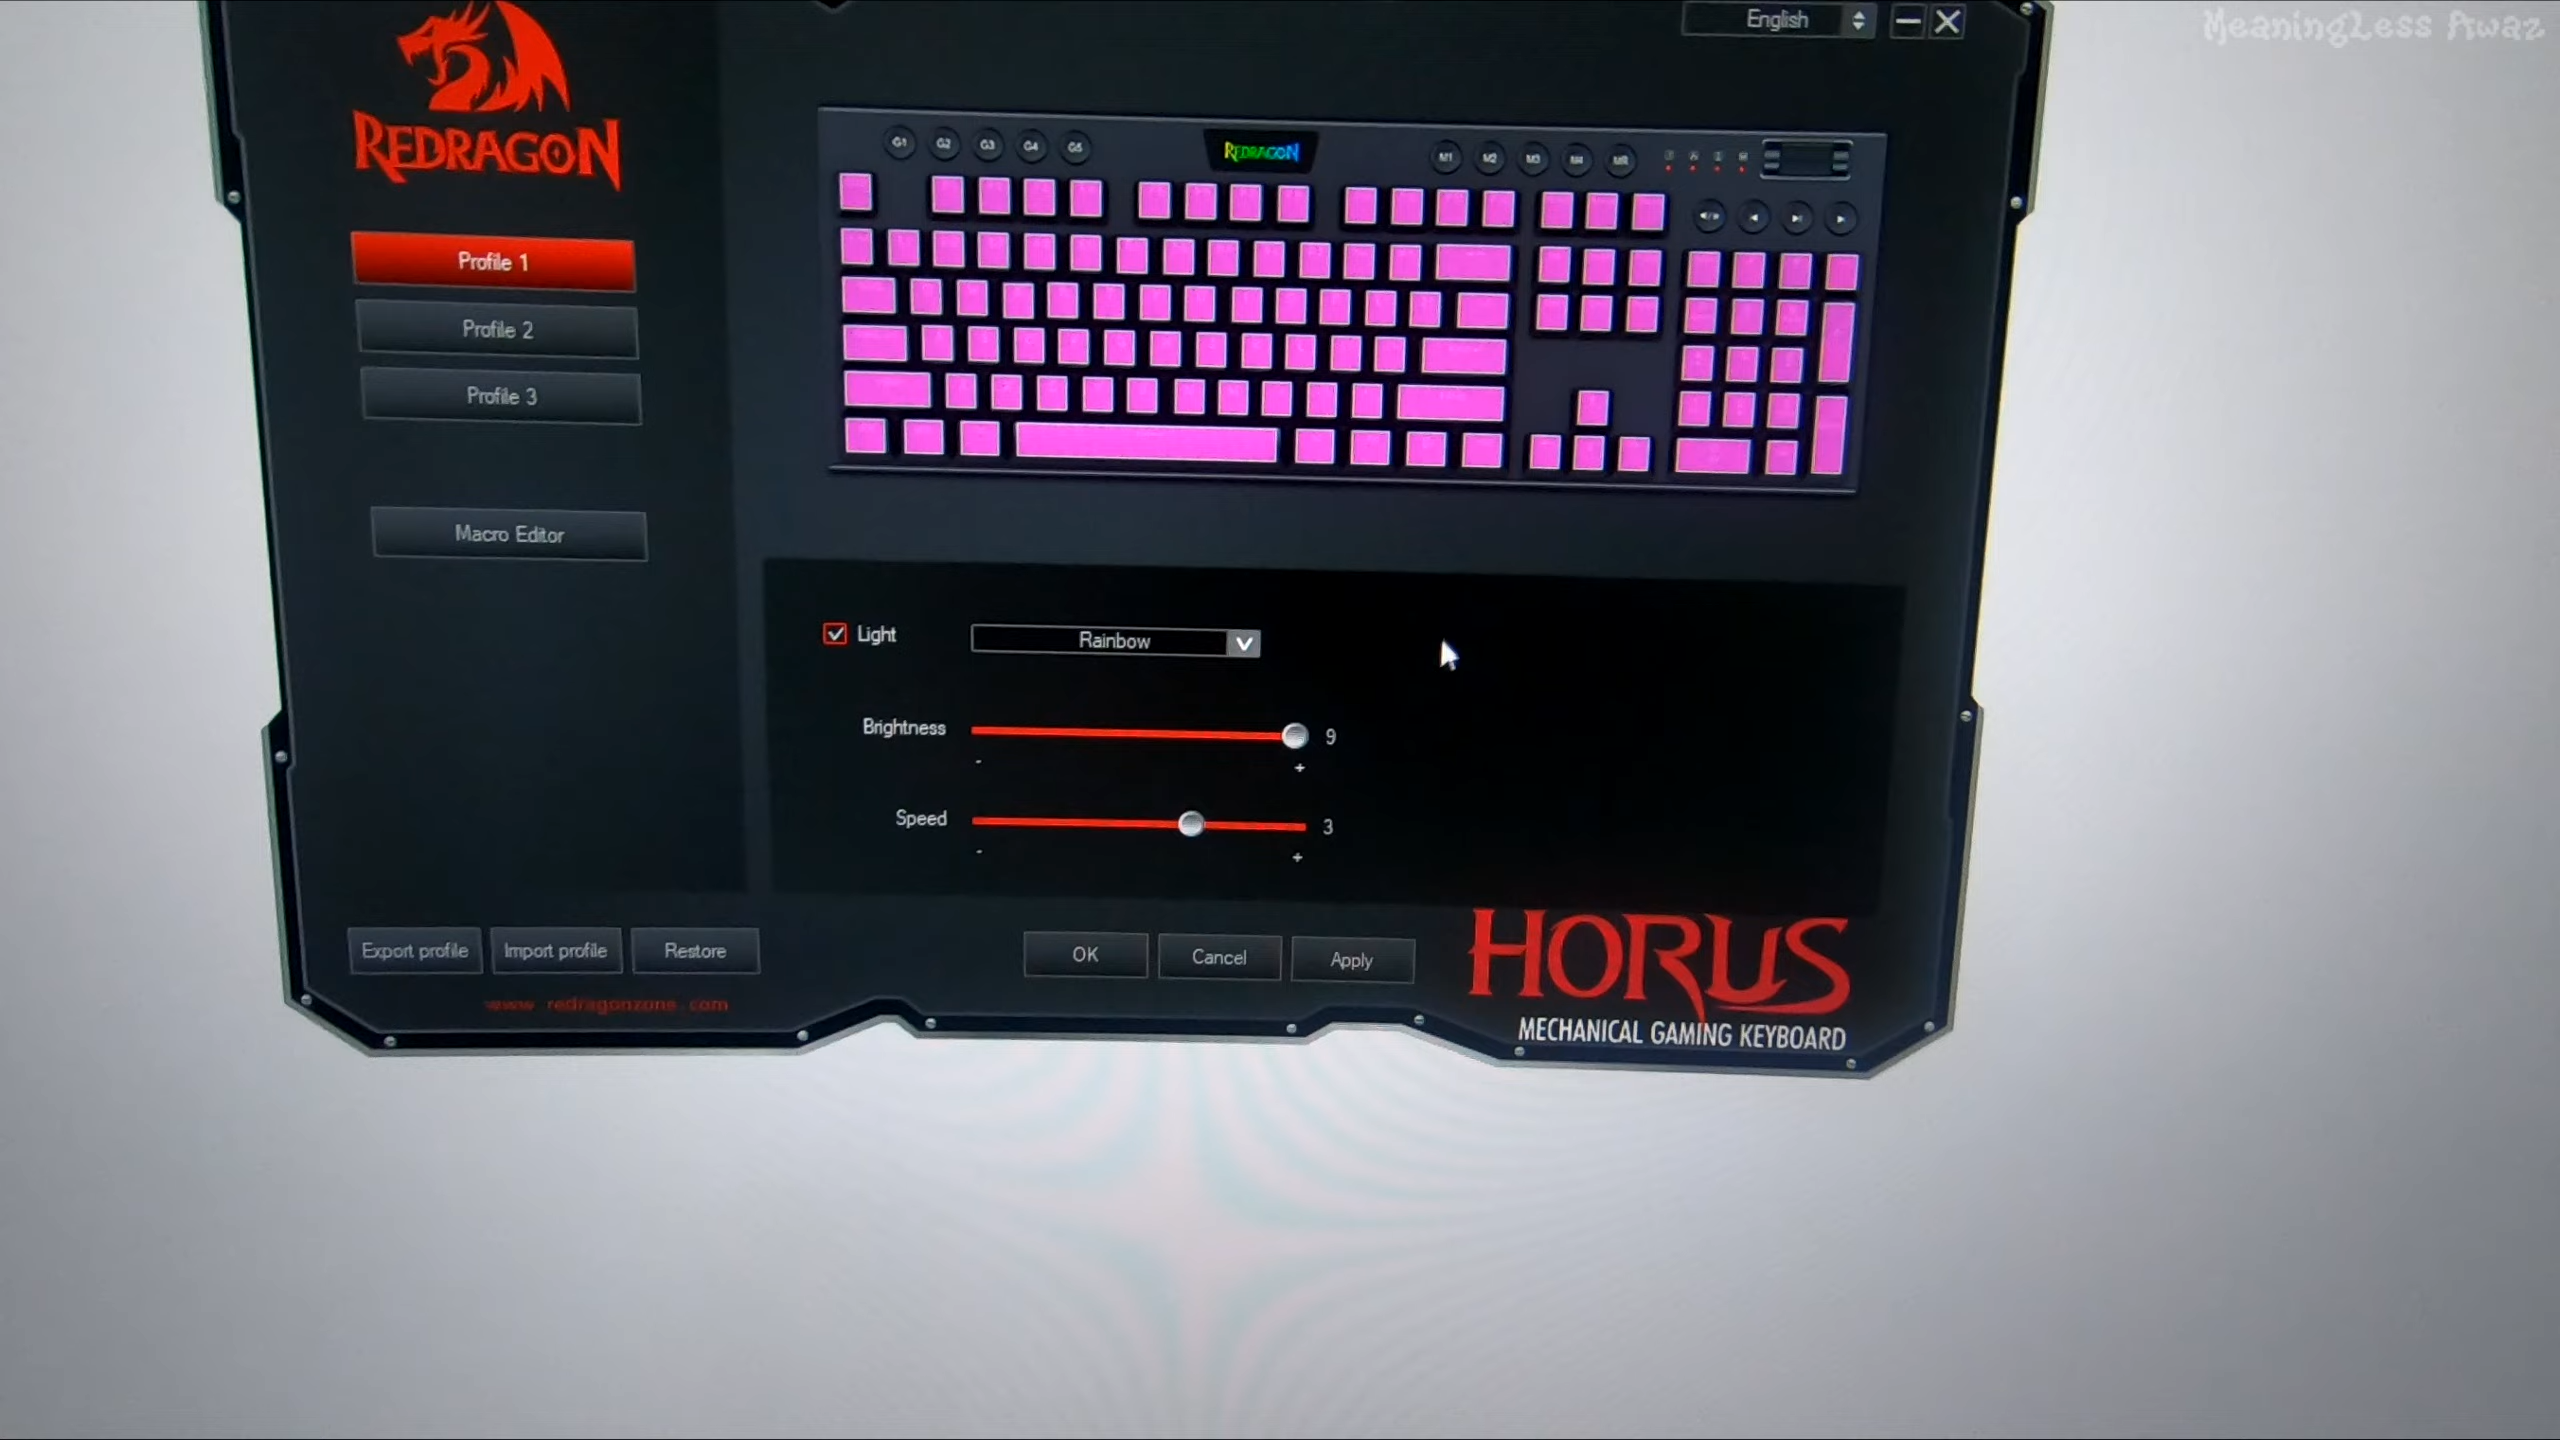 English
MeaningLess Awaz
REDRAGON
G1 G2 G3 G4 G5
REDRAGON
M1 M2 M3 M4 MR
Profile 1
Profile 2
Profile 3
Macro Editor
Light
Rainbow
Brightness
9
- +
Speed
3
- +
Export profile
Import profile
Restore
OK
Cancel
Apply
www.redragonzone.com
HORUS
MECHANICAL GAMING KEYBOARD